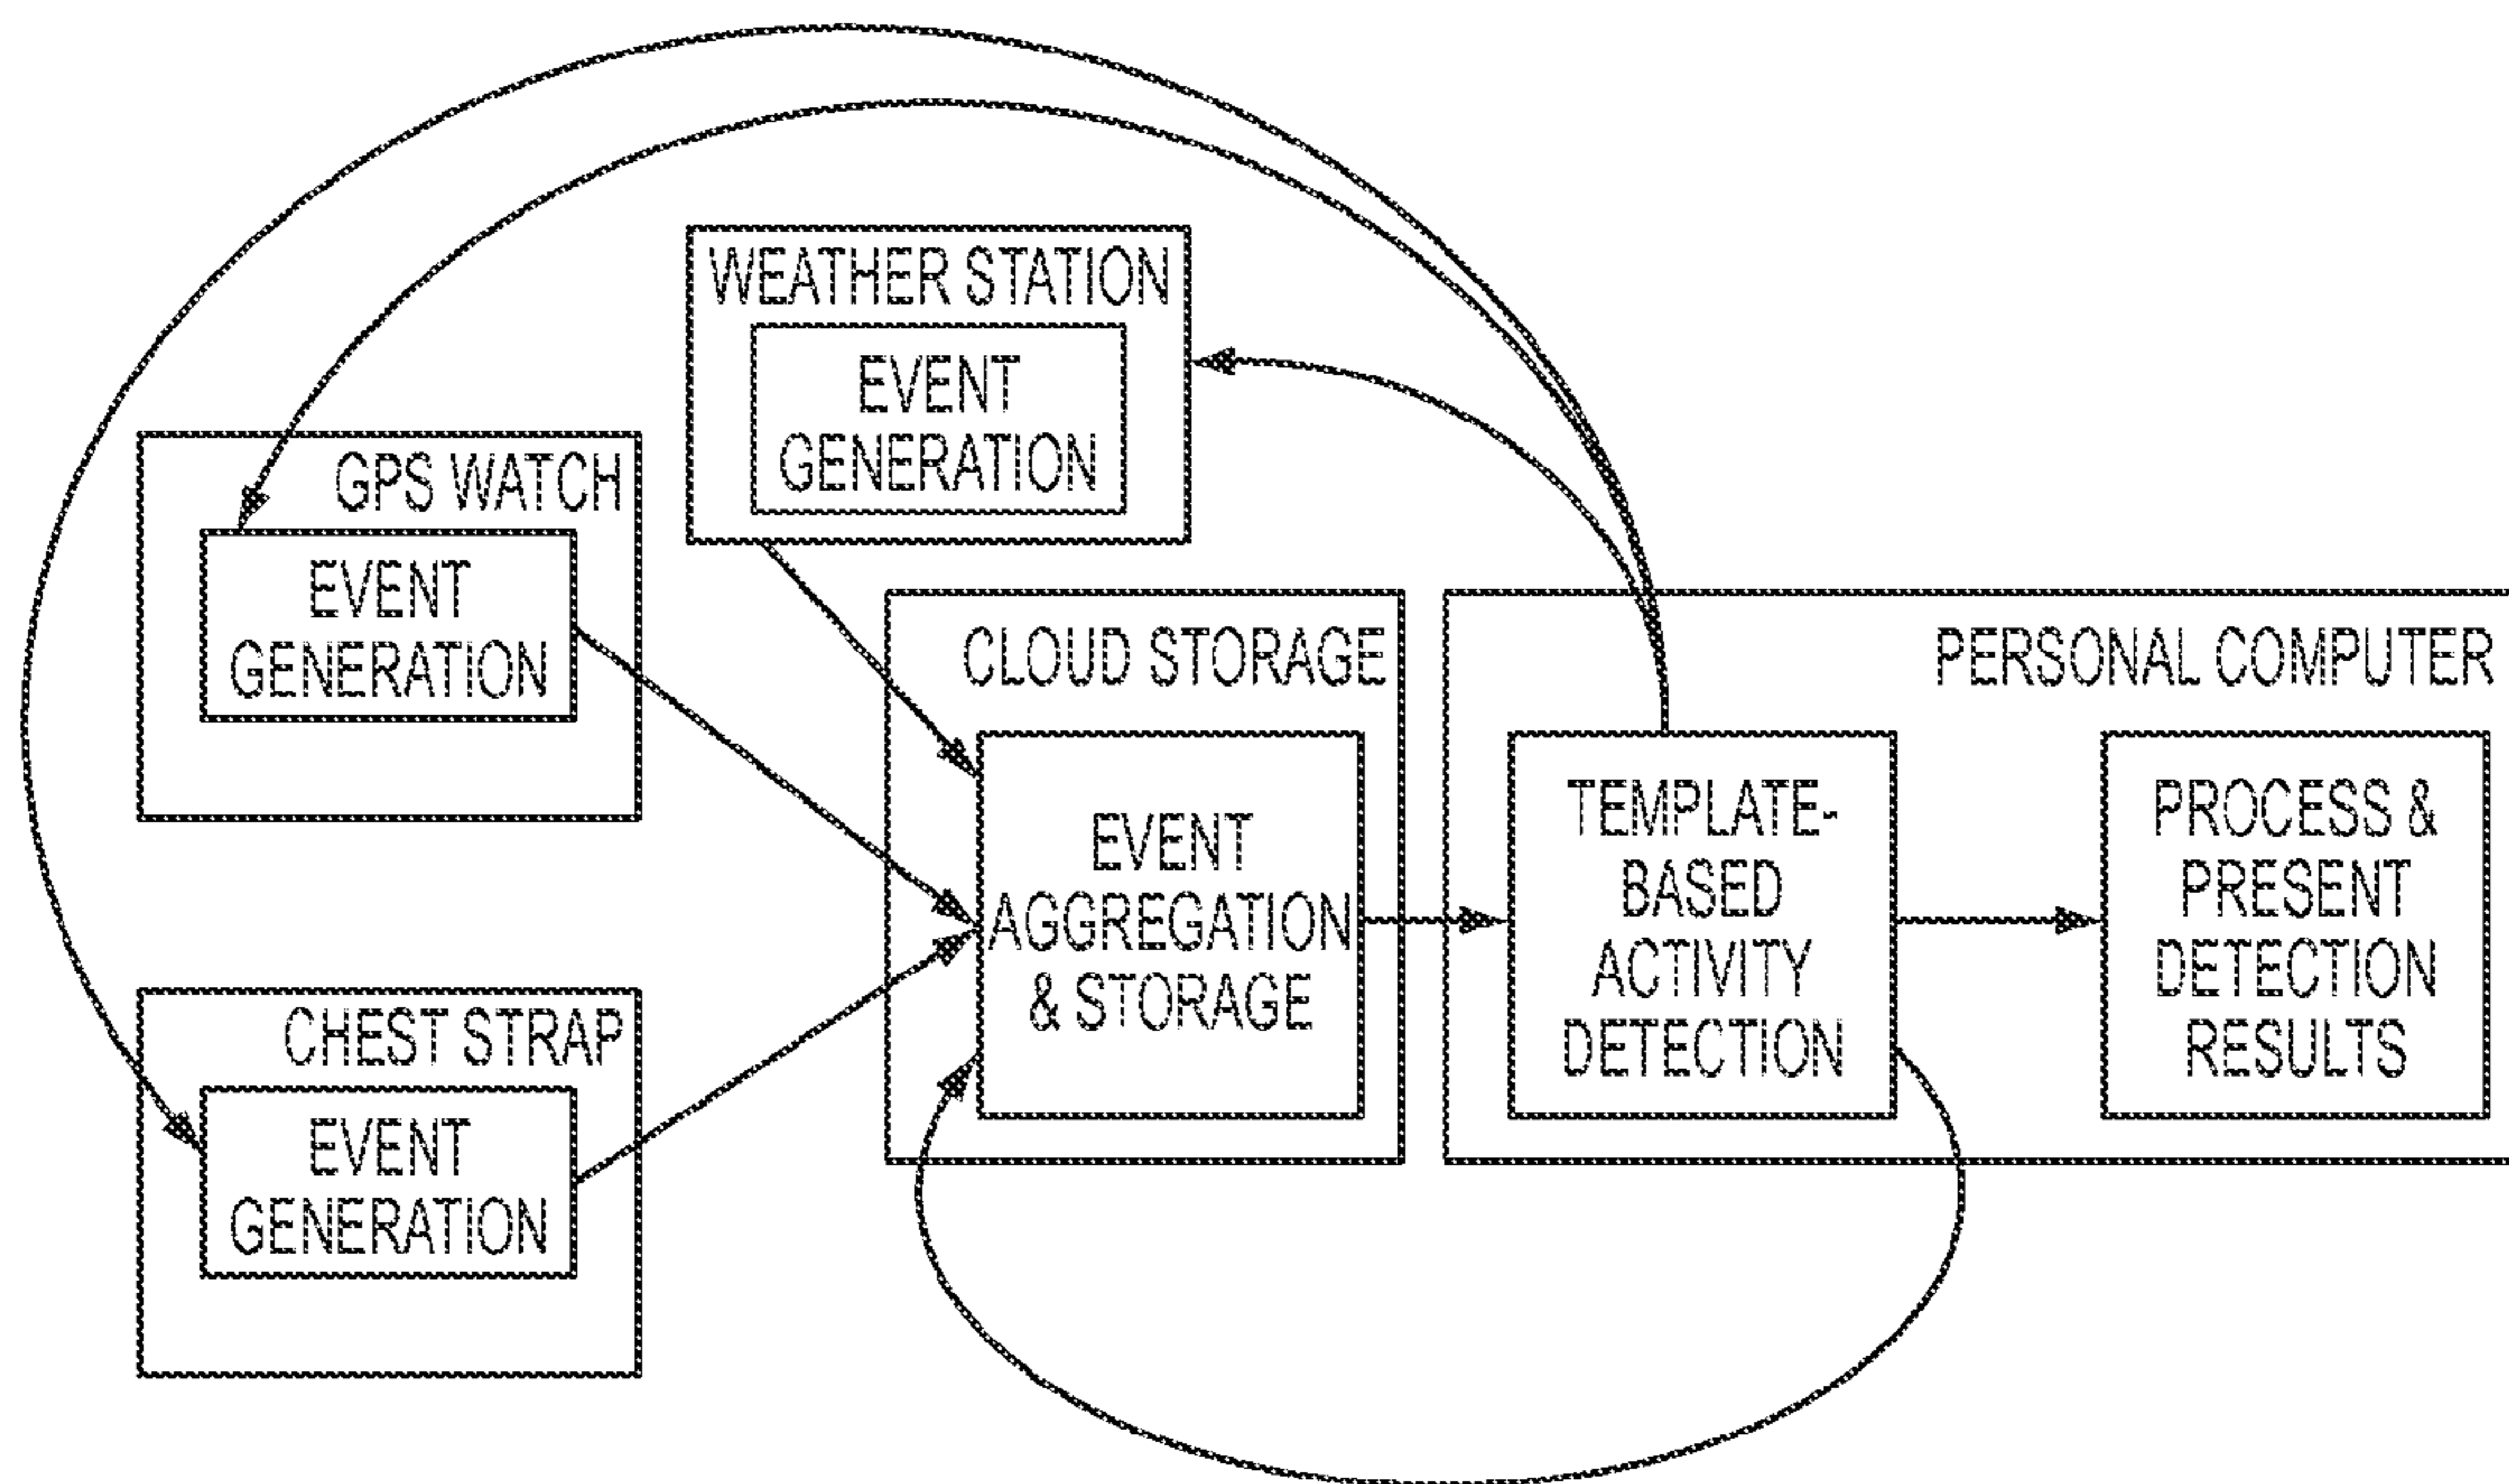 WEATHER STATION
EVENT
GENERATION
GPS WATCH
EVENT
GENERATION
CHEST STRAP
EVENT
GENERATION
CLOUD STORAGE
EVENT
AGGREGATION
& STORAGE
PERSONAL COMPUTER
TEMPLATE-
BASED
ACTIVITY
DETECTION
PROCESS &
PRESENT
DETECTION
RESULTS